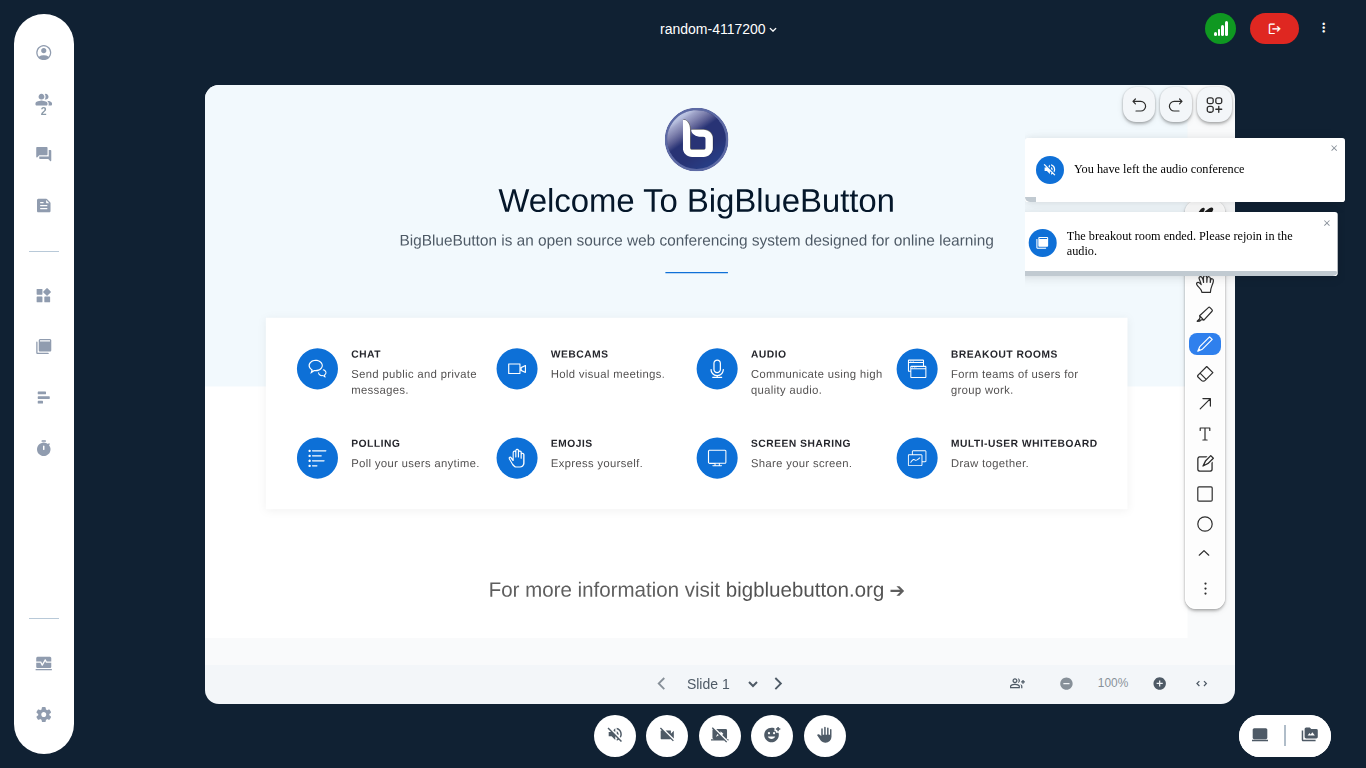 random-4117200
2
You have left the audio conference
The breakout room ended. Please rejoin in the
audio.
Welcome To BigBlueButton
BigBlueButton is an open source web conferencing system designed for online learning
CHAT
Send public and private
messages.
WEBCAMS
Hold visual meetings.
AUDIO
Communicate using high
quality audio.
BREAKOUT ROOMS
Form teams of users for
group work.
POLLING
Poll your users anytime.
EMOJIS
Express yourself.
SCREEN SHARING
Share your screen.
MULTI-USER WHITEBOARD
Draw together.
For more information visit bigbluebutton.org ➔
Slide 1
100%